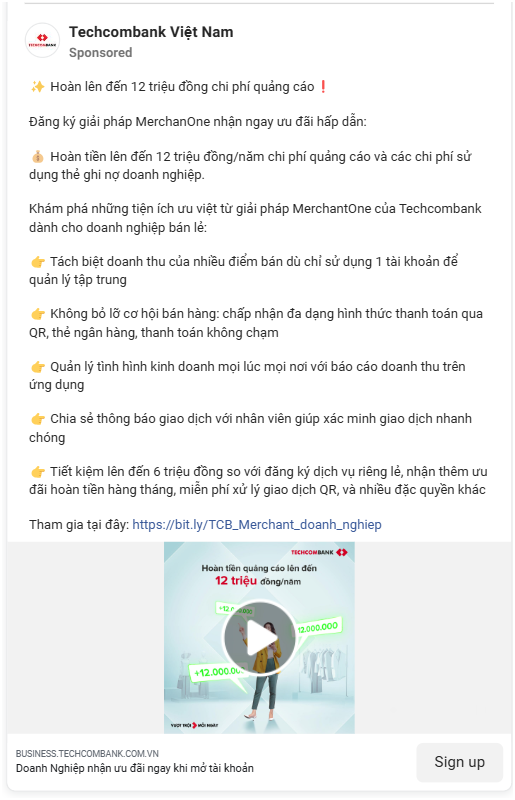 Techcombank Việt Nam
TECHCOMBANK
Sponsored
✨ Hoàn lên đến 12 triệu đồng chi phí quảng cáo ❗
Đăng ký giải pháp MerchanOne nhận ngay ưu đãi hấp dẫn:
💰 Hoàn tiền lên đến 12 triệu đồng/năm chi phí quảng cáo và các chi phí sử
dụng thẻ ghi nợ doanh nghiệp.
Khám phá những tiện ích ưu việt từ giải pháp MerchantOne của Techcombank
dành cho doanh nghiệp bán lẻ:
👉 Tách biệt doanh thu của nhiều điểm bán dù chỉ sử dụng 1 tài khoản để
quản lý tập trung
👉 Không bỏ lỡ cơ hội bán hàng: chấp nhận đa dạng hình thức thanh toán qua
QR, thẻ ngân hàng, thanh toán không chạm
👉 Quản lý tình hình kinh doanh mọi lúc mọi nơi với báo cáo doanh thu trên
ứng dụng
👉 Chia sẻ thông báo giao dịch với nhân viên giúp xác minh giao dịch nhanh
chóng
👉 Tiết kiệm lên đến 6 triệu đồng so với đăng ký dịch vụ riêng lẻ, nhận thêm ưu
đãi hoàn tiền hàng tháng, miễn phí xử lý giao dịch QR, và nhiều đặc quyền khác
Tham gia tại đây: https://bit.ly/TCB_Merchant_doanh_nghiep
TECHCOMBANK
Hoàn tiền quảng cáo lên đến
12 triệu đồng/năm
+12.000.000
+12.000.000
+12.000.000
VƯỢT TRỘI MỖI NGÀY
BUSINESS.TECHCOMBANK.COM.VN
Doanh Nghiệp nhận ưu đãi ngay khi mở tài khoản
Sign up